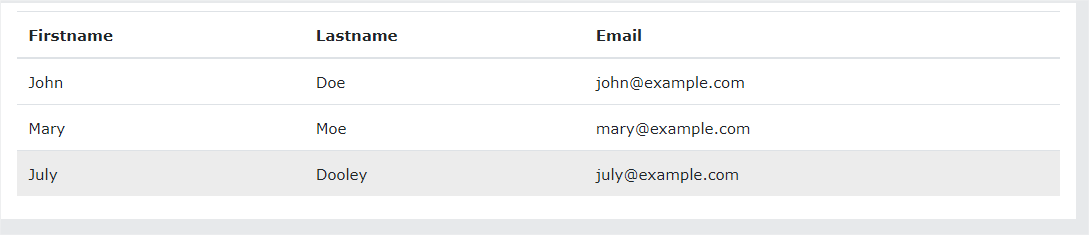 Firstname Lastname Email
John Doe john@example.com
Mary Moe mary@example.com
July Dooley july@example.com